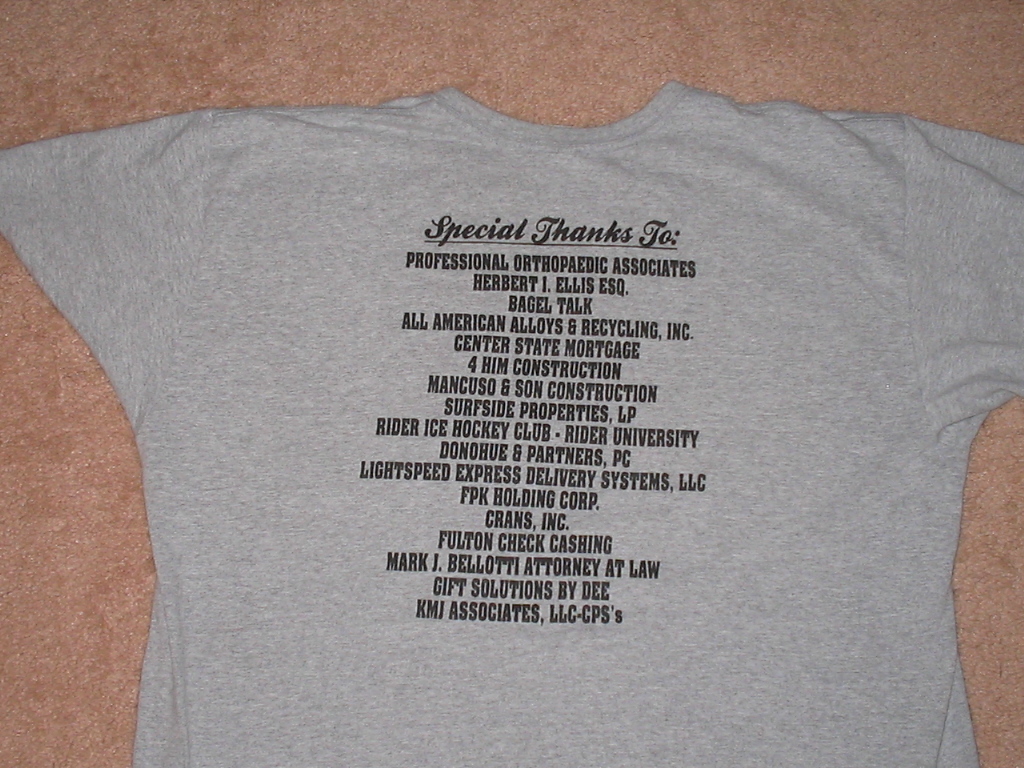 Special Thanks To:
PROFESSIONAL ORTHOPAEDIC ASSOCIATES
HERBERT I. ELLIS ESQ.
BAGEL TALK
ALL AMERICAN ALLOYS & RECYCLING, INC.
CENTER STATE MORTGAGE
4 HIM CONSTRUCTION
MANCUSO & SON CONSTRUCTION
SURFSIDE PROPERTIES, LP
RIDER ICE HOCKEY CLUB - RIDER UNIVERSITY
DONOHUE & PARTNERS, PC
LIGHTSPEED EXPRESS DELIVERY SYSTEMS, LLC
FPK HOLDING CORP.
CRANS, INC.
FULTON CHECK CASHING
MARK J. BELLOTTI ATTORNEY AT LAW
GIFT SOLUTIONS BY DEE
KMJ ASSOCIATES, LLC-CPS's